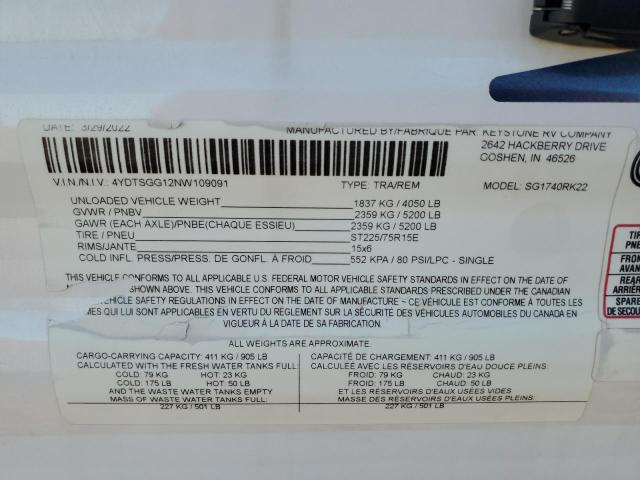 DATE: 3/29/2022
MANUFACTURED BY/FABRIQUE PAR: KEYSTONE RV COMPANY
2642 HACKBERRY DRIVE
GOSHEN, IN 46526
V.I.N./N.I.V.: 4YDTSGG12NW109091
TYPE: TRA/REM
MODEL: SG1740RK22
UNLOADED VEHICLE WEIGHT 1837 KG / 4050 LB
GVWR / PNBV 2359 KG / 5200 LB
GAWR (EACH AXLE)/PNBE(CHAQUE ESSIEU) 2359 KG / 5200 LB
TIRE / PNEU ST225/75R15E
RIMS/JANTE 15x6
COLD INFL. PRESS./PRESS. DE GONFL. À FROID 552 KPA / 80 PSI/LPC - SINGLE
THIS VEHICLE CONFORMS TO ALL APPLICABLE U.S. FEDERAL MOTOR VEHICLE SAFETY STANDARDS IN EFFECT ON THE DATE OF
SHOWN ABOVE. THIS VEHICLE CONFORMS TO ALL APPLICABLE STANDARDS PRESCRIBED UNDER THE CANADIAN
VEHICLE SAFETY REGULATIONS IN EFFECT ON THE DATE OF MANUFACTURE ~ CE VÉHICULE EST CONFORME À TOUTES LES
MES QUI LUI SONT APPLICABLES EN VERTU DU RÈGLEMENT SUR LA SÉCURITÉ DES VÉHICULES AUTOMOBILES DU CANADA EN
VIGUEUR À LA DATE DE SA FABRICATION.
ALL WEIGHTS ARE APPROXIMATE.
CARGO-CARRYING CAPACITY: 411 KG / 905 LB
CALCULATED WITH THE FRESH WATER TANKS FULL:
COLD: 79 KG HOT: 23 KG
COLD: 175 LB HOT: 50 LB
AND THE WASTE WATER TANKS EMPTY
MASS OF WASTE WATER TANKS FULL:
227 KG / 501 LB
CAPACITÉ DE CHARGEMENT: 411 KG / 905 LB
CALCULÉE AVEC LES RÉSERVOIRS D'EAU DOUCE PLEINS:
FROID: 79 KG CHAUD: 23 KG
FROID: 175 LB CHAUD: 50 LB
ET LES RÉSERVOIRS D'EAUX USÉES VIDES
MASSE DES RESERVOIRS D'EAUX USÉES PLEINS:
227 KG / 501 LB
TIR
PN
FRON
AVAN
REAR
ARRIÈR
SPAR
DE SECOU